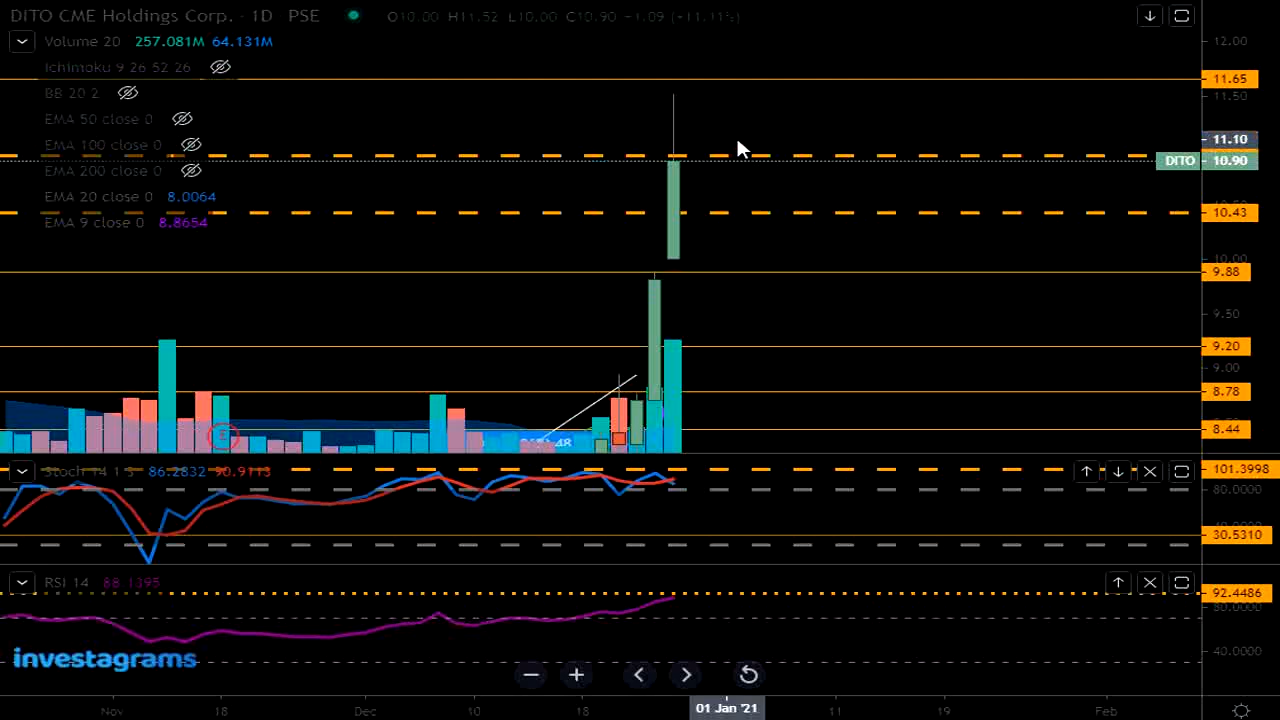 DITO CME Holdings Corp. · 1D PSE O10.00 H11.52 L10.00 C10.90 +1.09 (+11.11%)
Volume 20 257.081M 64.131M
Ichimoku 9 26 52 26
BB 20 2
EMA 50 close 0
EMA 100 close 0
EMA 200 close 0
EMA 20 close 0 8.0064
EMA 9 close 0 8.8654
12.00
11.65
11.50
11.10
DITO 10.90
10.43
10.00
9.88
9.50
9.20
9.00
8.78
8.44
Stoch 14 1 3 86.2832 90.9113
101.3998
80.0000
30.5310
RSI 14 88.1395
92.4486
80.0000
40.0000
investagrams
Nov 18 Dec 10 18 01 Jan '21 11 19 Feb